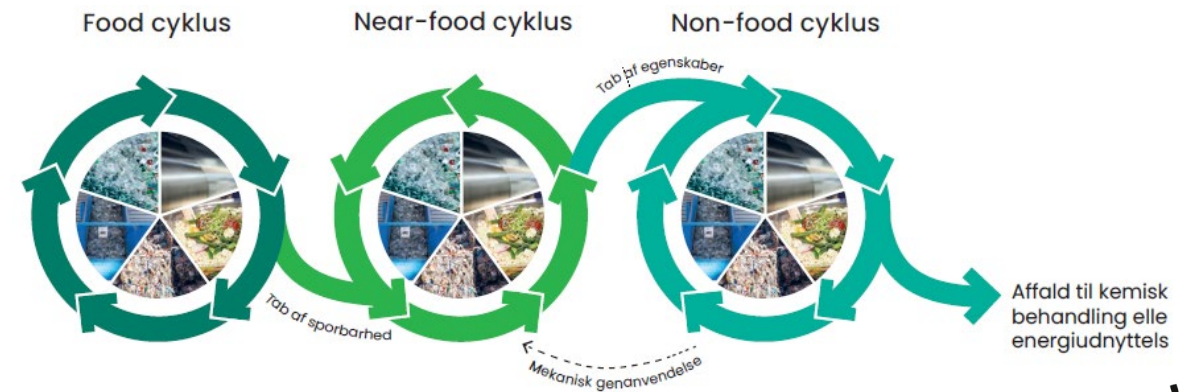 Food cyklus
Near-food cyklus
Non-food cyklus
Tab af egenskaber
Tab af sporbarhed
Mekanisk genanvendelse
Affald til kemisk
behandling elle
energiudnyttels